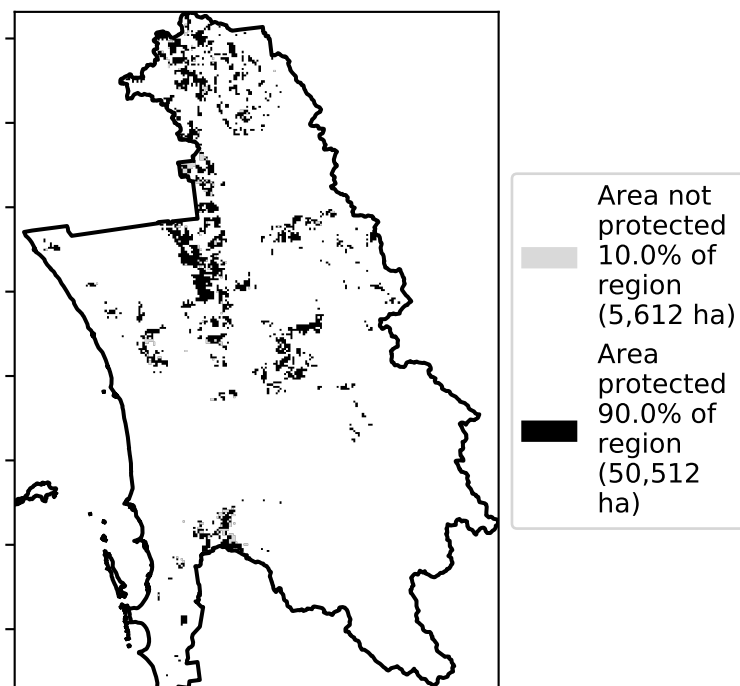 Area not
protected
10.0% of
region
(5,612 ha)
Area
protected
90.0% of
region
(50,512
ha)